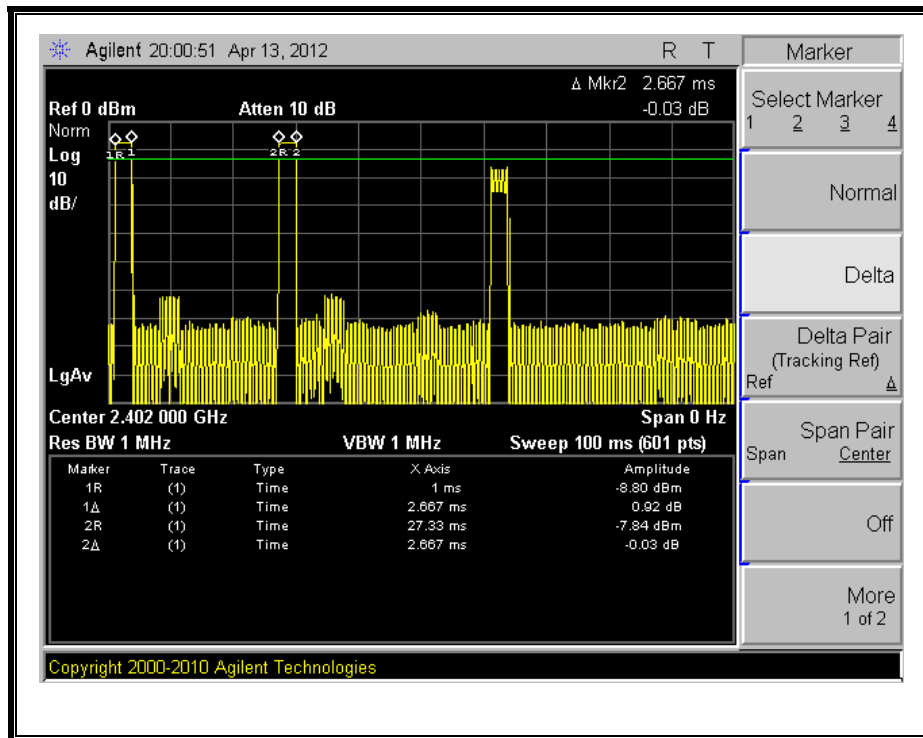 Agilent 20:00:51 Apr 13, 2012 R T
Δ Mkr2 2.667 ms
Ref 0 dBm Atten 10 dB -0.03 dB
Norm
Log
10
dB/
1R 1 2R 2
LgAv
Center 2.402 000 GHz Span 0 Hz
Res BW 1 MHz VBW 1 MHz Sweep 100 ms (601 pts)
Marker Trace Type X Axis Amplitude
1R (1) Time 1 ms -8.80 dBm
1Δ (1) Time 2.667 ms 0.92 dB
2R (1) Time 27.33 ms -7.84 dBm
2Δ (1) Time 2.667 ms -0.03 dB
Copyright 2000-2010 Agilent Technologies
Marker
Select Marker
1 2 3 4
Normal
Delta
Delta Pair
(Tracking Ref)
Ref Δ
Span Pair
Span Center
Off
More
1 of 2